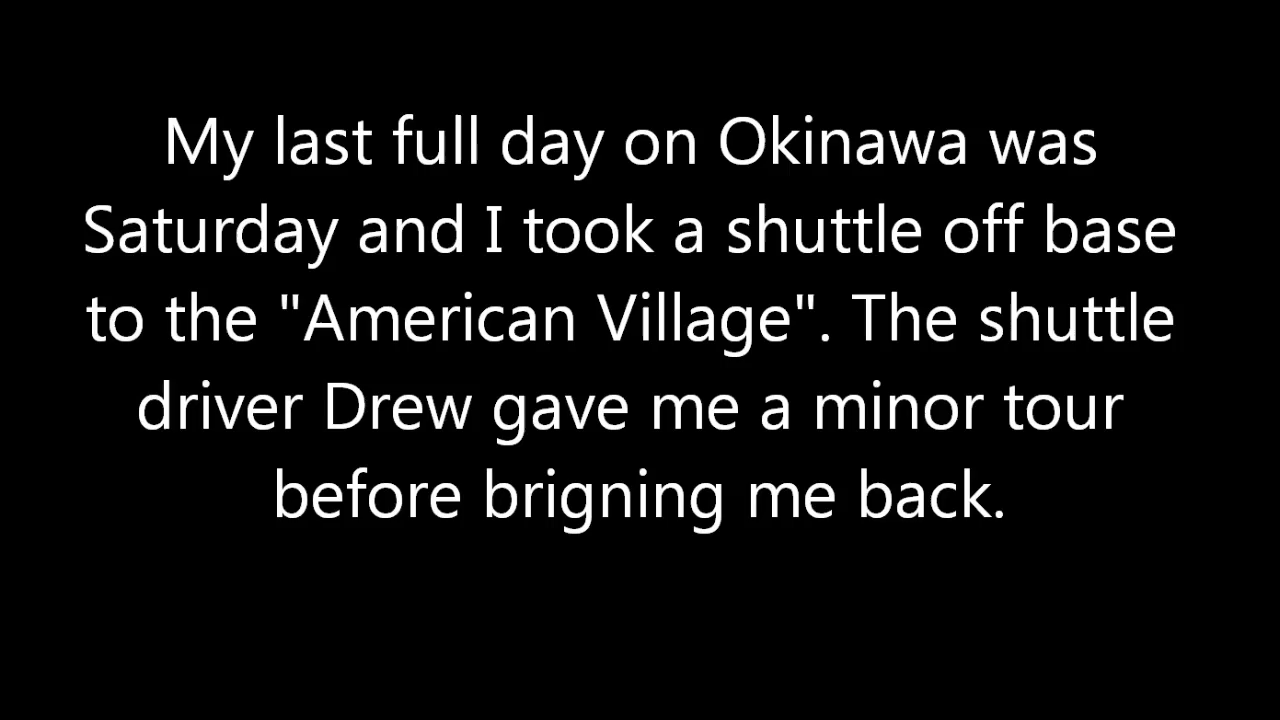 My last full day on Okinawa was
Saturday and I took a shuttle off base
to the "American Village". The shuttle
driver Drew gave me a minor tour
before brigning me back.